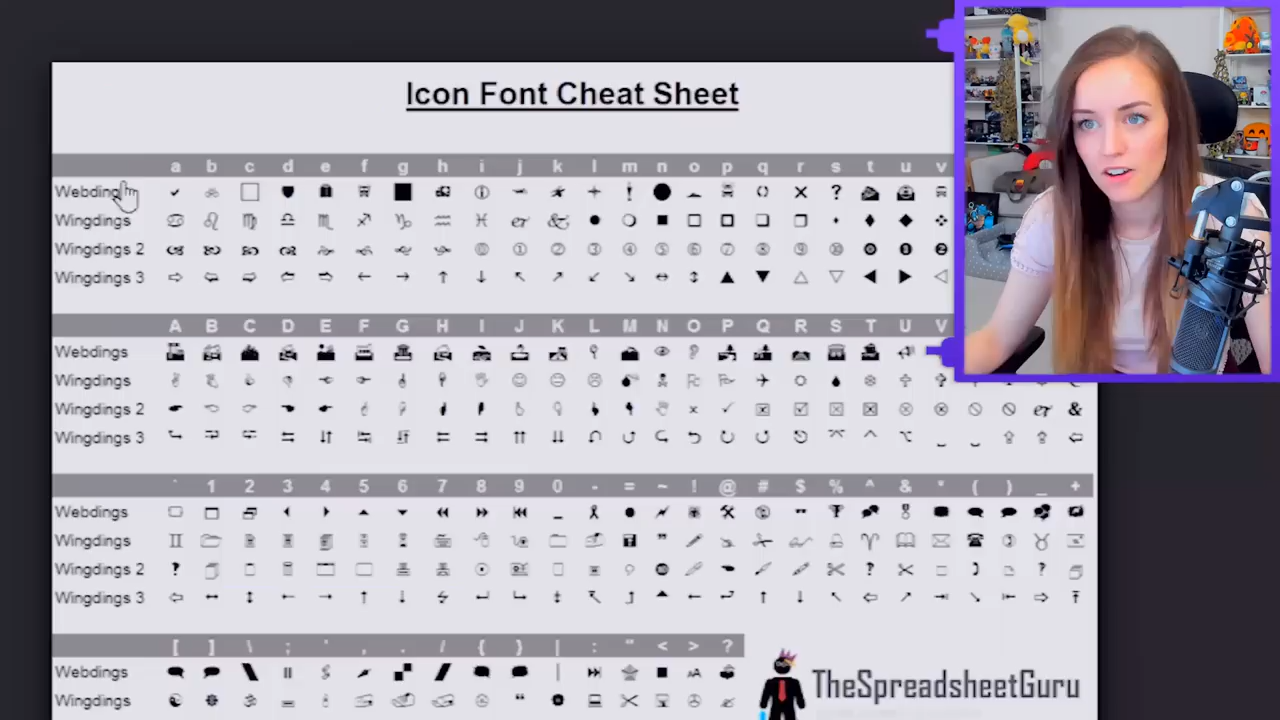 Icon Font Cheat Sheet
a b c d e f g h i j k l m n o p q r s t u v
Webding
Wingdings
Wingdings 2
Wingdings 3
A B C D E F G H I J K L M N O P Q R S T U V
Webdings
Wingdings
Wingdings 2
Wingdings 3
` 1 2 3 4 5 6 7 8 9 0 - = ~ ! @ # $ % ^ & * ( ) _ +
Webdings
Wingdings
Wingdings 2
Wingdings 3
[ ] \ ; ' , . / { } | : " < > ?
Webdings
Wingdings
TheSpreadsheetGuru